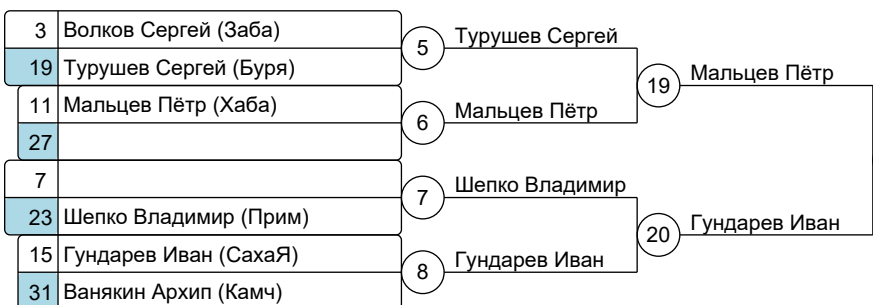 3 Волков Сергей (Заба)
19 Турушев Сергей (Буря)
11 Мальцев Пётр (Хаба)
27
7
23 Шепко Владимир (Прим)
15 Гундарев Иван (СахаЯ)
31 Ванякин Архип (Камч)
5 Турушев Сергей
6 Мальцев Пётр
7 Шепко Владимир
8 Гундарев Иван
19 Мальцев Пётр
20 Гундарев Иван